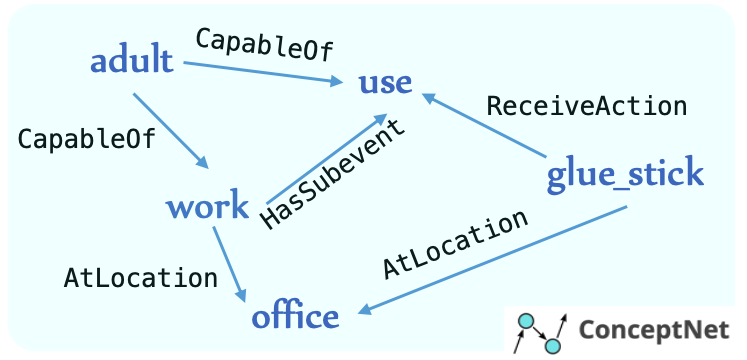 CapableOf
adult
use
ReceiveAction
CapableOf
HasSubevent
glue_stick
work
AtLocation
AtLocation
office
ConceptNet